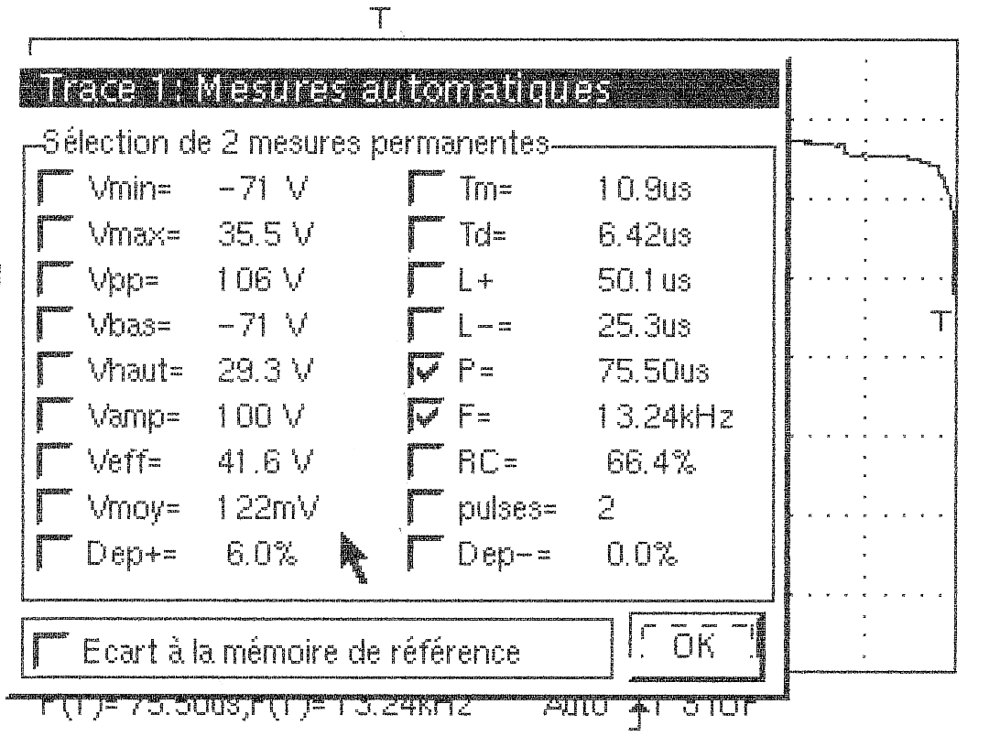 T
Trace 1: Mesures automatiques
Sélection de 2 mesures permanentes
Vmin= -71 V Tm= 10.9us
Vmax= 35.5 V Td= 6.42us
Vpp= 106 V L+ 50.1us
Vbas= -71 V L-= 25.3us
T
Vhaut= 29.3 V P= 75.50us
Vamp= 100 V F= 13.24kHz
Veff= 41.6 V RC= 66.4%
Vmoy= 122mV pulses= 2
Dep+= 6.0% Dep-= 0.0%
Ecart à la mémoire de référence OK
P(1)= 75.50us,F(1)= 13.24kHz Auto 1 STOP